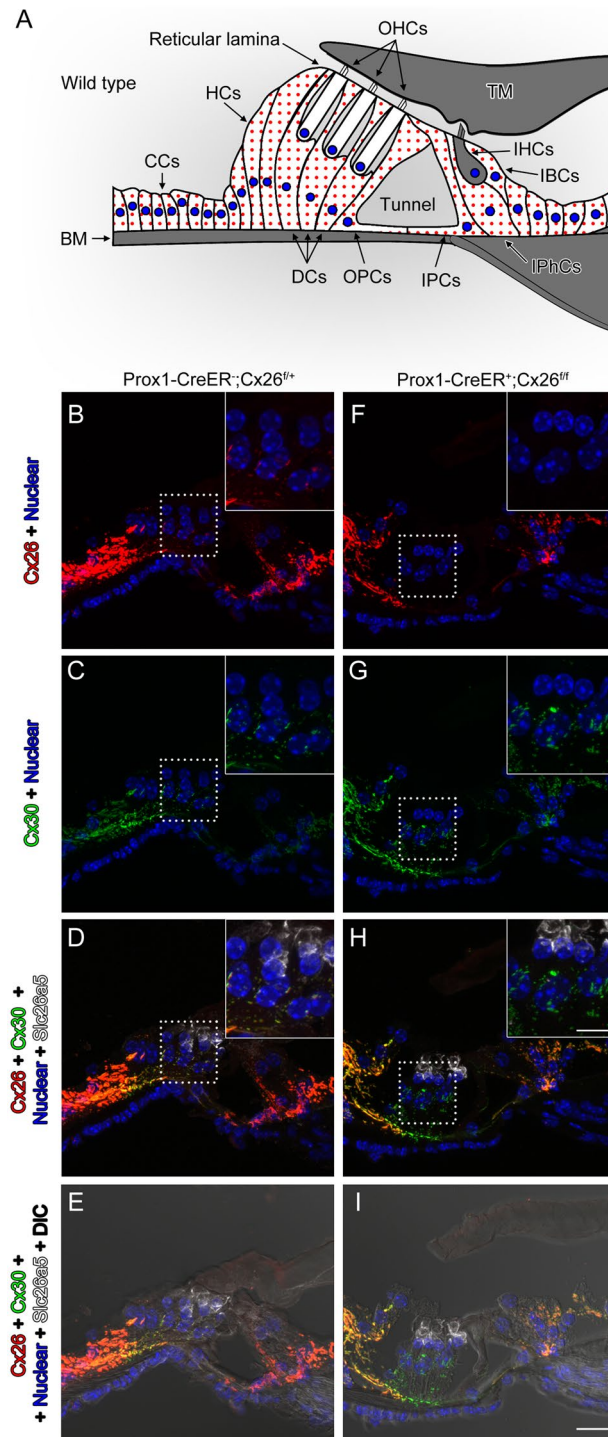 A
Reticular lamina
OHCs
Wild type
TM
HCs
IHCs
IBCs
CCs
Tunnel
BM
DCs
OPCs
IPCs
IPhCs
Prox1-CreER-;Cx26f/+
Prox1-CreER+;Cx26f/f
Cx26 + Nuclear
B
F
Cx30 + Nuclear
C
G
Cx26 + Cx30 +
Nuclear + Slc26a5
D
H
Cx26 + Cx30 +
+ Nuclear + Slc26a5 + DIC
E
I